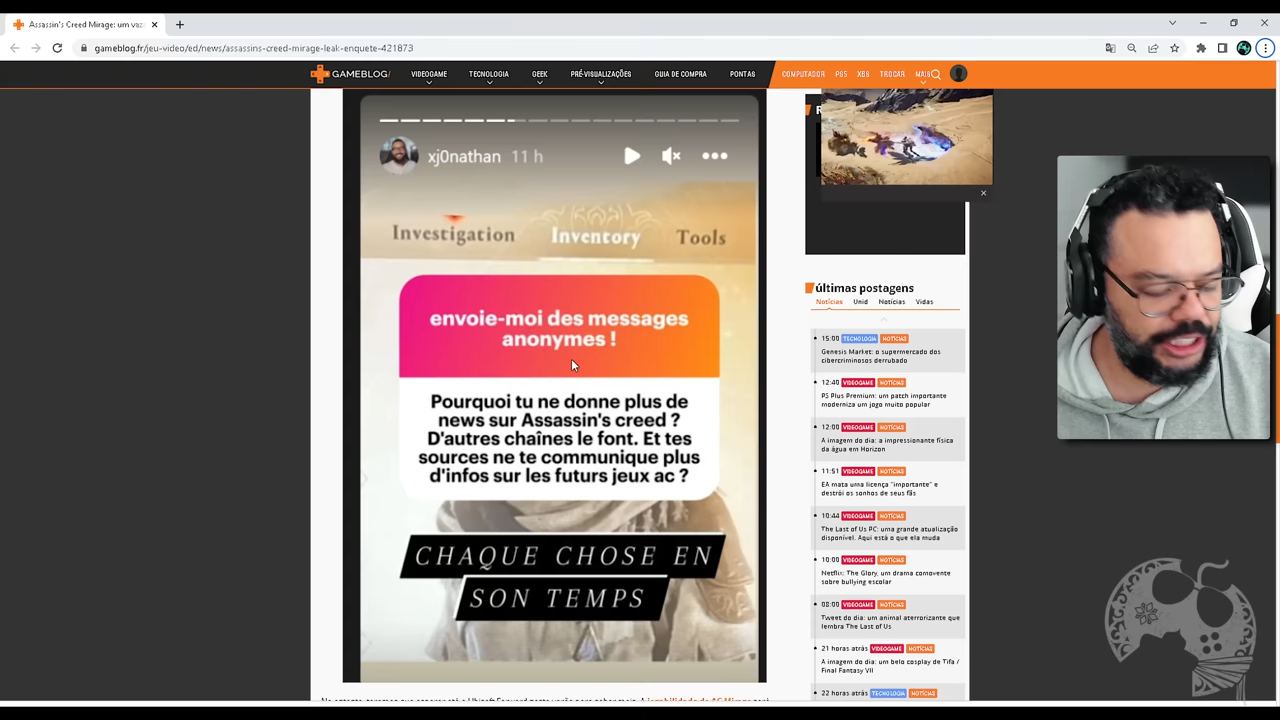 Assassin's Creed Mirage: um vaz
gameblog.fr/jeu-video/ed/news/assassins-creed-mirage-leak-enquete-421873
GAMEBLOG/
VIDEOGAME
TECNOLOGIA
GEEK
PRÉ-VISUALIZAÇÕES
GUIA DE COMPRA
PONTAS
COMPUTADOR
PS5
XBS
TROCAR
MAIS
xj0nathan 11 h
Investigation
Inventory
Tools
envoie-moi des messages
anonymes !
Pourquoi tu ne donne plus de
news sur Assassin's creed ?
D'autres chaînes le font. Et tes
sources ne te communique plus
d'infos sur les futurs jeux ac ?
CHAQUE CHOSE EN
SON TEMPS
últimas postagens
Notícias
Unid
Notícias
Vidas
15:00 TECNOLOGIA NOTÍCIAS
Genesis Market: o supermercado dos
cibercriminosos derrubado
12:40 VIDEOGAME NOTÍCIAS
PS Plus Premium: um patch importante
moderniza um jogo muito popular
12:00 VIDEOGAME NOTÍCIAS
A imagem do dia: a impressionante física
da água em Horizon
11:51 VIDEOGAME NOTÍCIAS
EA mata uma licença "importante" e
destrói os sonhos de seus fãs
10:44 VIDEOGAME NOTÍCIAS
The Last of Us PC: uma grande atualização
disponível. Aqui está o que ela muda
10:00 VIDEOGAME NOTÍCIAS
Netflix: The Glory, um drama comovente
sobre bullying escolar
08:00 VIDEOGAME NOTÍCIAS
Tweet do dia: um animal aterrorizante que
lembra The Last of Us
21 horas atrás VIDEOGAME NOTÍCIAS
A imagem do dia: um belo cosplay de Tifa /
Final Fantasy VII
22 horas atrás TECNOLOGIA NOTÍCIAS